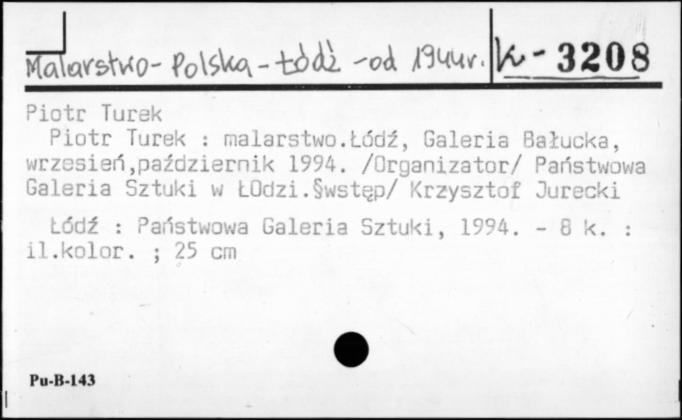 Malarstwo - Polska - Łódź - od 1944r. K - 3208
Piotr Turek
Piotr Turek : malarstwo.Łódź, Galeria Bałucka,
wrzesień,październik 1994. /Organizator/ Państwowa
Galeria Sztuki w ŁOdzi.§wstęp/ Krzysztof Jurecki
Łódź : Państwowa Galeria Sztuki, 1994. - 8 k. :
il.kolor. ; 25 cm
Pu-B-143